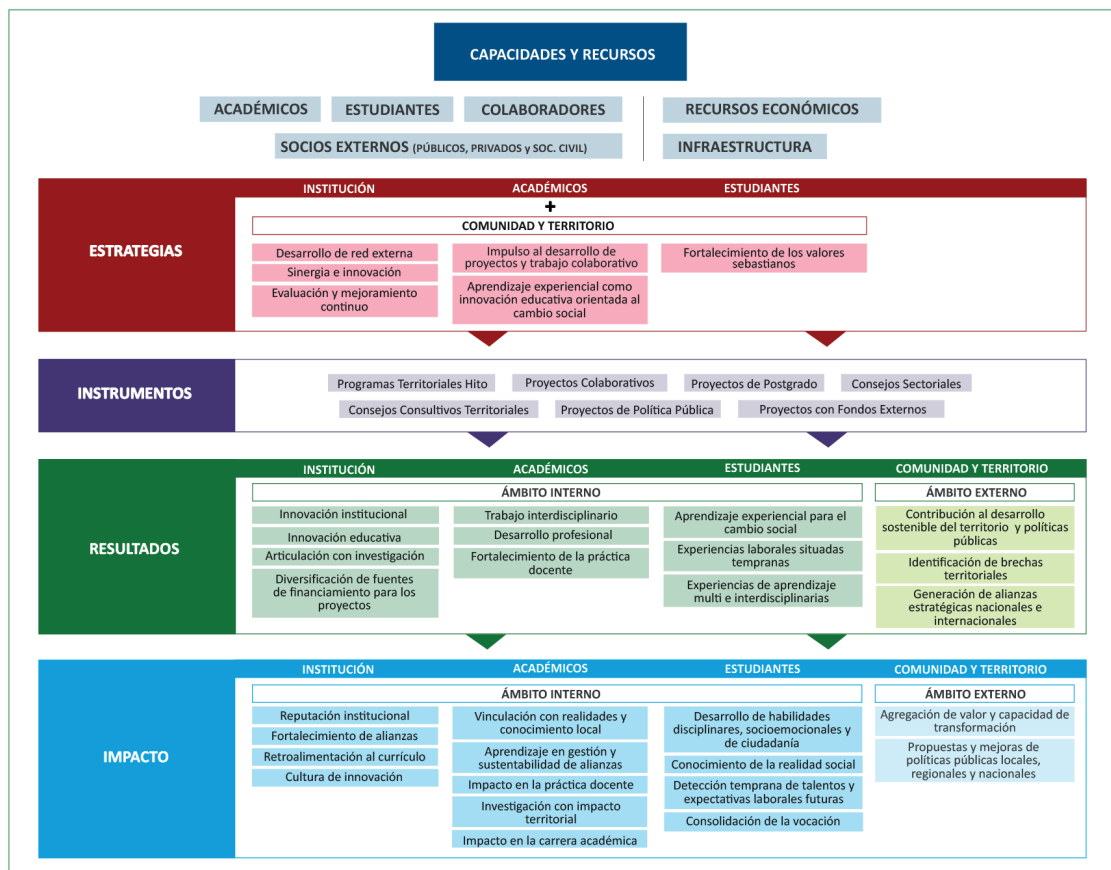 CAPACIDADES Y RECURSOS
ACADÉMICOS
ESTUDIANTES
COLABORADORES
RECURSOS ECONÓMICOS
SOCIOS EXTERNOS (PÚBLICOS, PRIVADOS y SOC. CIVIL)
INFRAESTRUCTURA
ESTRATEGIAS
INSTITUCIÓN
ACADÉMICOS
ESTUDIANTES
+
COMUNIDAD Y TERRITORIO
Desarrollo de red externa
Sinergia e innovación
Evaluación y mejoramiento
continuo
Impulso al desarrollo de
proyectos y trabajo colaborativo
Aprendizaje experiencial como
innovación educativa orientada al
cambio social
Fortalecimiento de los valores
sebastianos
INSTRUMENTOS
Programas Territoriales Hito
Proyectos Colaborativos
Proyectos de Postgrado
Consejos Sectoriales
Consejos Consultivos Territoriales
Proyectos de Política Pública
Proyectos con Fondos Externos
RESULTADOS
INSTITUCIÓN
ACADÉMICOS
ESTUDIANTES
COMUNIDAD Y TERRITORIO
ÁMBITO INTERNO
ÁMBITO EXTERNO
Innovación institucional
Innovación educativa
Articulación con investigación
Diversificación de fuentes
de financiamiento para los
proyectos
Trabajo interdisciplinario
Desarrollo profesional
Fortalecimiento de la práctica
docente
Aprendizaje experiencial para el
cambio social
Experiencias laborales situadas
tempranas
Experiencias de aprendizaje
multi e interdisciplinarias
Contribución al desarrollo
sostenible del territorio y políticas
públicas
Identificación de brechas
territoriales
Generación de alianzas
estratégicas nacionales e
internacionales
IMPACTO
INSTITUCIÓN
ACADÉMICOS
ESTUDIANTES
COMUNIDAD Y TERRITORIO
ÁMBITO INTERNO
ÁMBITO EXTERNO
Reputación institucional
Fortalecimiento de alianzas
Retroalimentación al currículo
Cultura de innovación
Vinculación con realidades y
conocimiento local
Aprendizaje en gestión y
sustentabilidad de alianzas
Impacto en la práctica docente
Investigación con impacto
territorial
Impacto en la carrera académica
Desarrollo de habilidades
disciplinares, socioemocionales y
de ciudadanía
Conocimiento de la realidad social
Detección temprana de talentos y
expectativas laborales futuras
Consolidación de la vocación
Agregación de valor y capacidad de
transformación
Propuestas y mejoras de
políticas públicas locales,
regionales y nacionales